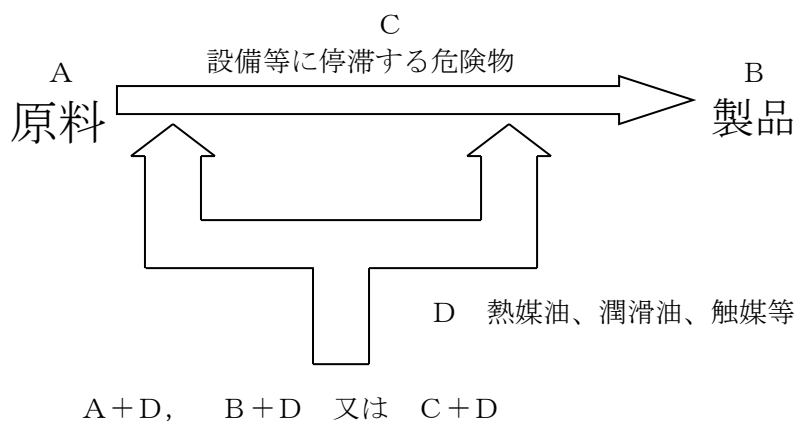 C
設備等に停滞する危険物
A
原料
B
製品
D 熱媒油、潤滑油、触媒等
A+D, B+D 又は C+D